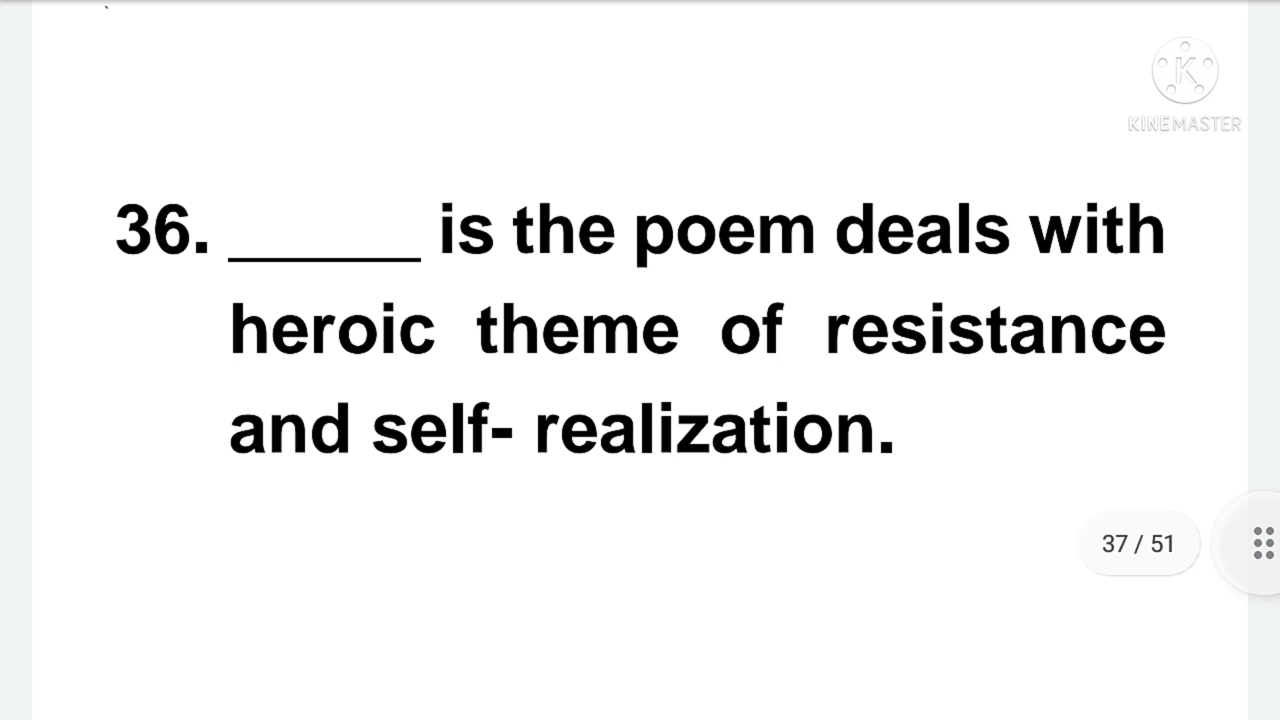 KINEMASTER
36. ______ is the poem deals with
heroic theme of resistance
and self- realization.
37 / 51